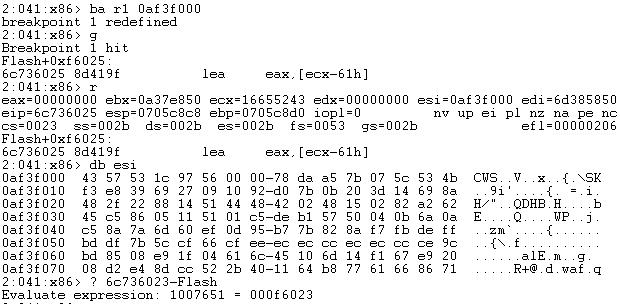 2:041:x86> ba r1 0af3f000
breakpoint 1 redefined
2:041:x86> g
Breakpoint 1 hit
Flash+0xf6025:
6c736025 8d419f          lea     eax,[ecx-61h]
2:041:x86> r
eax=00000000 ebx=0a37e850 ecx=16655243 edx=00000000 esi=0af3f000 edi=6d385850
eip=6c736025 esp=0705c8c8 ebp=0705c8d0 iopl=0         nv up ei pl nz na pe nc
cs=0023  ss=002b  ds=002b  es=002b  fs=0053  gs=002b             efl=00000206
Flash+0xf6025:
6c736025 8d419f          lea     eax,[ecx-61h]
2:041:x86> db esi
0af3f000  43 57 53 1c 97 56 00 00-78 da a5 7b 07 5c 53 4b  CWS..V..x..{.\SK
0af3f010  f3 e8 39 69 27 09 10 92-d0 7b 0b 20 3d 14 69 8a  ..9i'....{. =.i.
0af3f020  48 2f 22 88 14 51 44 48-42 02 48 15 02 82 a2 62  H/"..QDHB.H....b
0af3f030  45 c5 86 05 11 51 01 c5-de b1 57 50 04 0b 6a 0a  E....Q....WP..j.
0af3f040  c5 8a 7a 6d 60 ef 0d 95-b7 7b 82 8a f7 fb de ff  ..zm`....{......
0af3f050  bd df 7b 5c cf 66 cf ee-ec ec cc ec ec cc ce 9c  ..{\.f..........
0af3f060  bd 85 08 e9 1f 04 61 6c-45 10 6d 14 f1 67 e9 20  ......alE.m..g.
0af3f070  08 d2 e4 8d cc 52 2b 40-11 64 b8 77 61 66 86 71  .....R+@.d.waf.q
2:041:x86> ? 6c736023-Flash
Evaluate expression: 1007651 = 000f6023